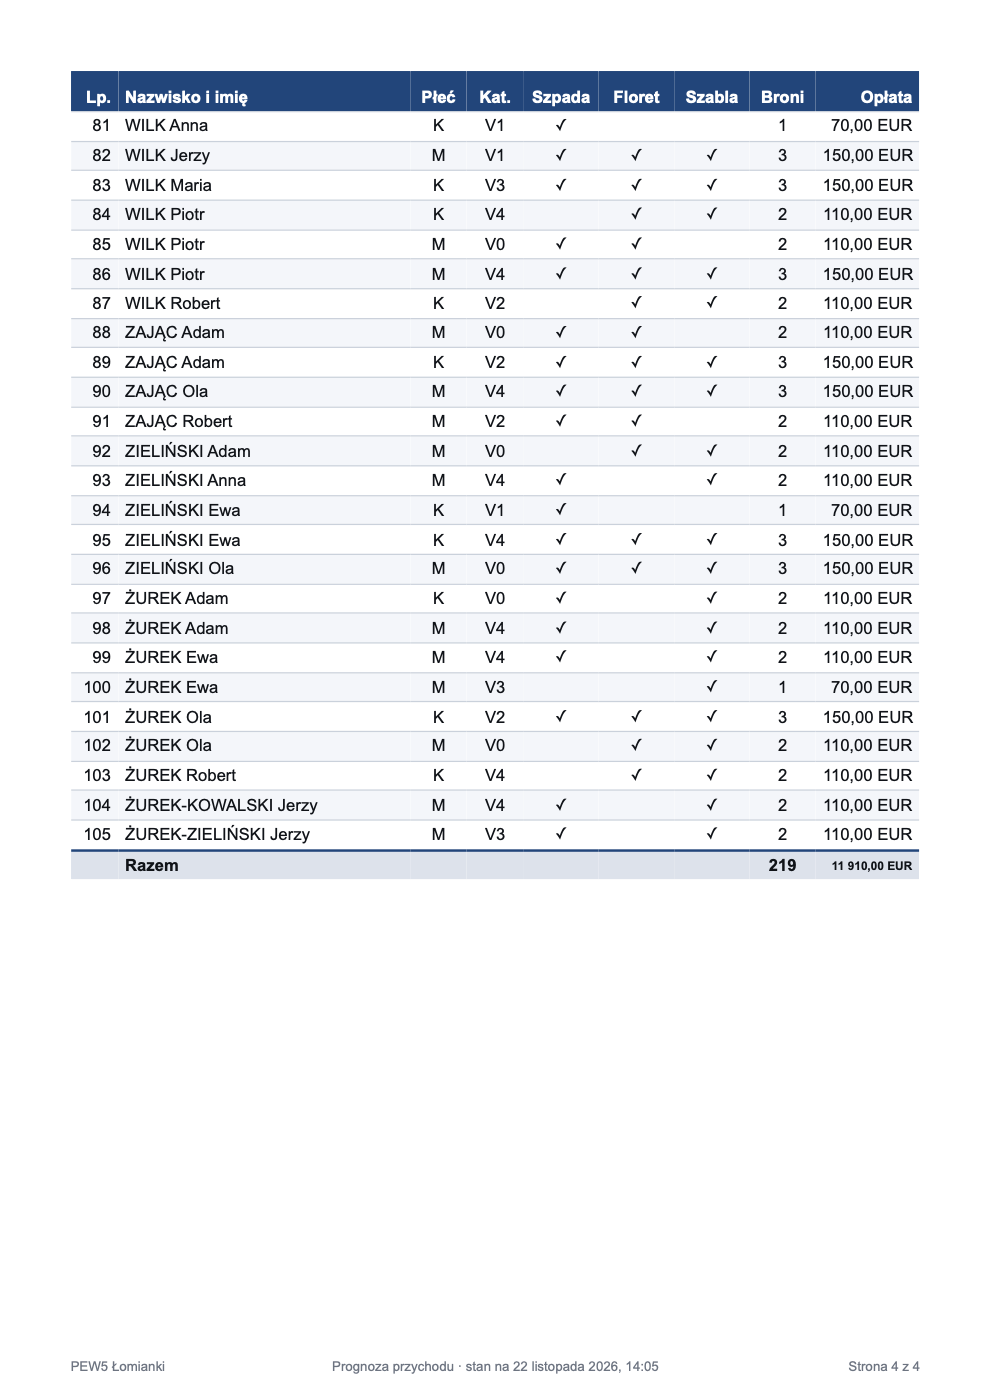 Lp. Nazwisko i imię Płeć Kat. Szpada Floret Szabla Broni Opłata
81 WILK Anna K V1 ✓ 1 70,00 EUR
82 WILK Jerzy M V1 ✓ ✓ ✓ 3 150,00 EUR
83 WILK Maria K V3 ✓ ✓ ✓ 3 150,00 EUR
84 WILK Piotr K V4 ✓ ✓ 2 110,00 EUR
85 WILK Piotr M V0 ✓ ✓ 2 110,00 EUR
86 WILK Piotr M V4 ✓ ✓ ✓ 3 150,00 EUR
87 WILK Robert K V2 ✓ ✓ 2 110,00 EUR
88 ZAJĄC Adam M V0 ✓ ✓ 2 110,00 EUR
89 ZAJĄC Adam K V2 ✓ ✓ ✓ 3 150,00 EUR
90 ZAJĄC Ola M V4 ✓ ✓ ✓ 3 150,00 EUR
91 ZAJĄC Robert M V2 ✓ ✓ 2 110,00 EUR
92 ZIELIŃSKI Adam M V0 ✓ ✓ 2 110,00 EUR
93 ZIELIŃSKI Anna M V4 ✓ ✓ 2 110,00 EUR
94 ZIELIŃSKI Ewa K V1 ✓ 1 70,00 EUR
95 ZIELIŃSKI Ewa K V4 ✓ ✓ ✓ 3 150,00 EUR
96 ZIELIŃSKI Ola M V0 ✓ ✓ ✓ 3 150,00 EUR
97 ŻUREK Adam K V0 ✓ ✓ 2 110,00 EUR
98 ŻUREK Adam M V4 ✓ ✓ 2 110,00 EUR
99 ŻUREK Ewa M V4 ✓ ✓ 2 110,00 EUR
100 ŻUREK Ewa M V3 ✓ 1 70,00 EUR
101 ŻUREK Ola K V2 ✓ ✓ ✓ 3 150,00 EUR
102 ŻUREK Ola M V0 ✓ ✓ 2 110,00 EUR
103 ŻUREK Robert K V4 ✓ ✓ 2 110,00 EUR
104 ŻUREK-KOWALSKI Jerzy M V4 ✓ ✓ 2 110,00 EUR
105 ŻUREK-ZIELIŃSKI Jerzy M V3 ✓ ✓ 2 110,00 EUR
Razem 219 11 910,00 EUR
PEW5 Łomianki Prognoza przychodu · stan na 22 listopada 2026, 14:05 Strona 4 z 4